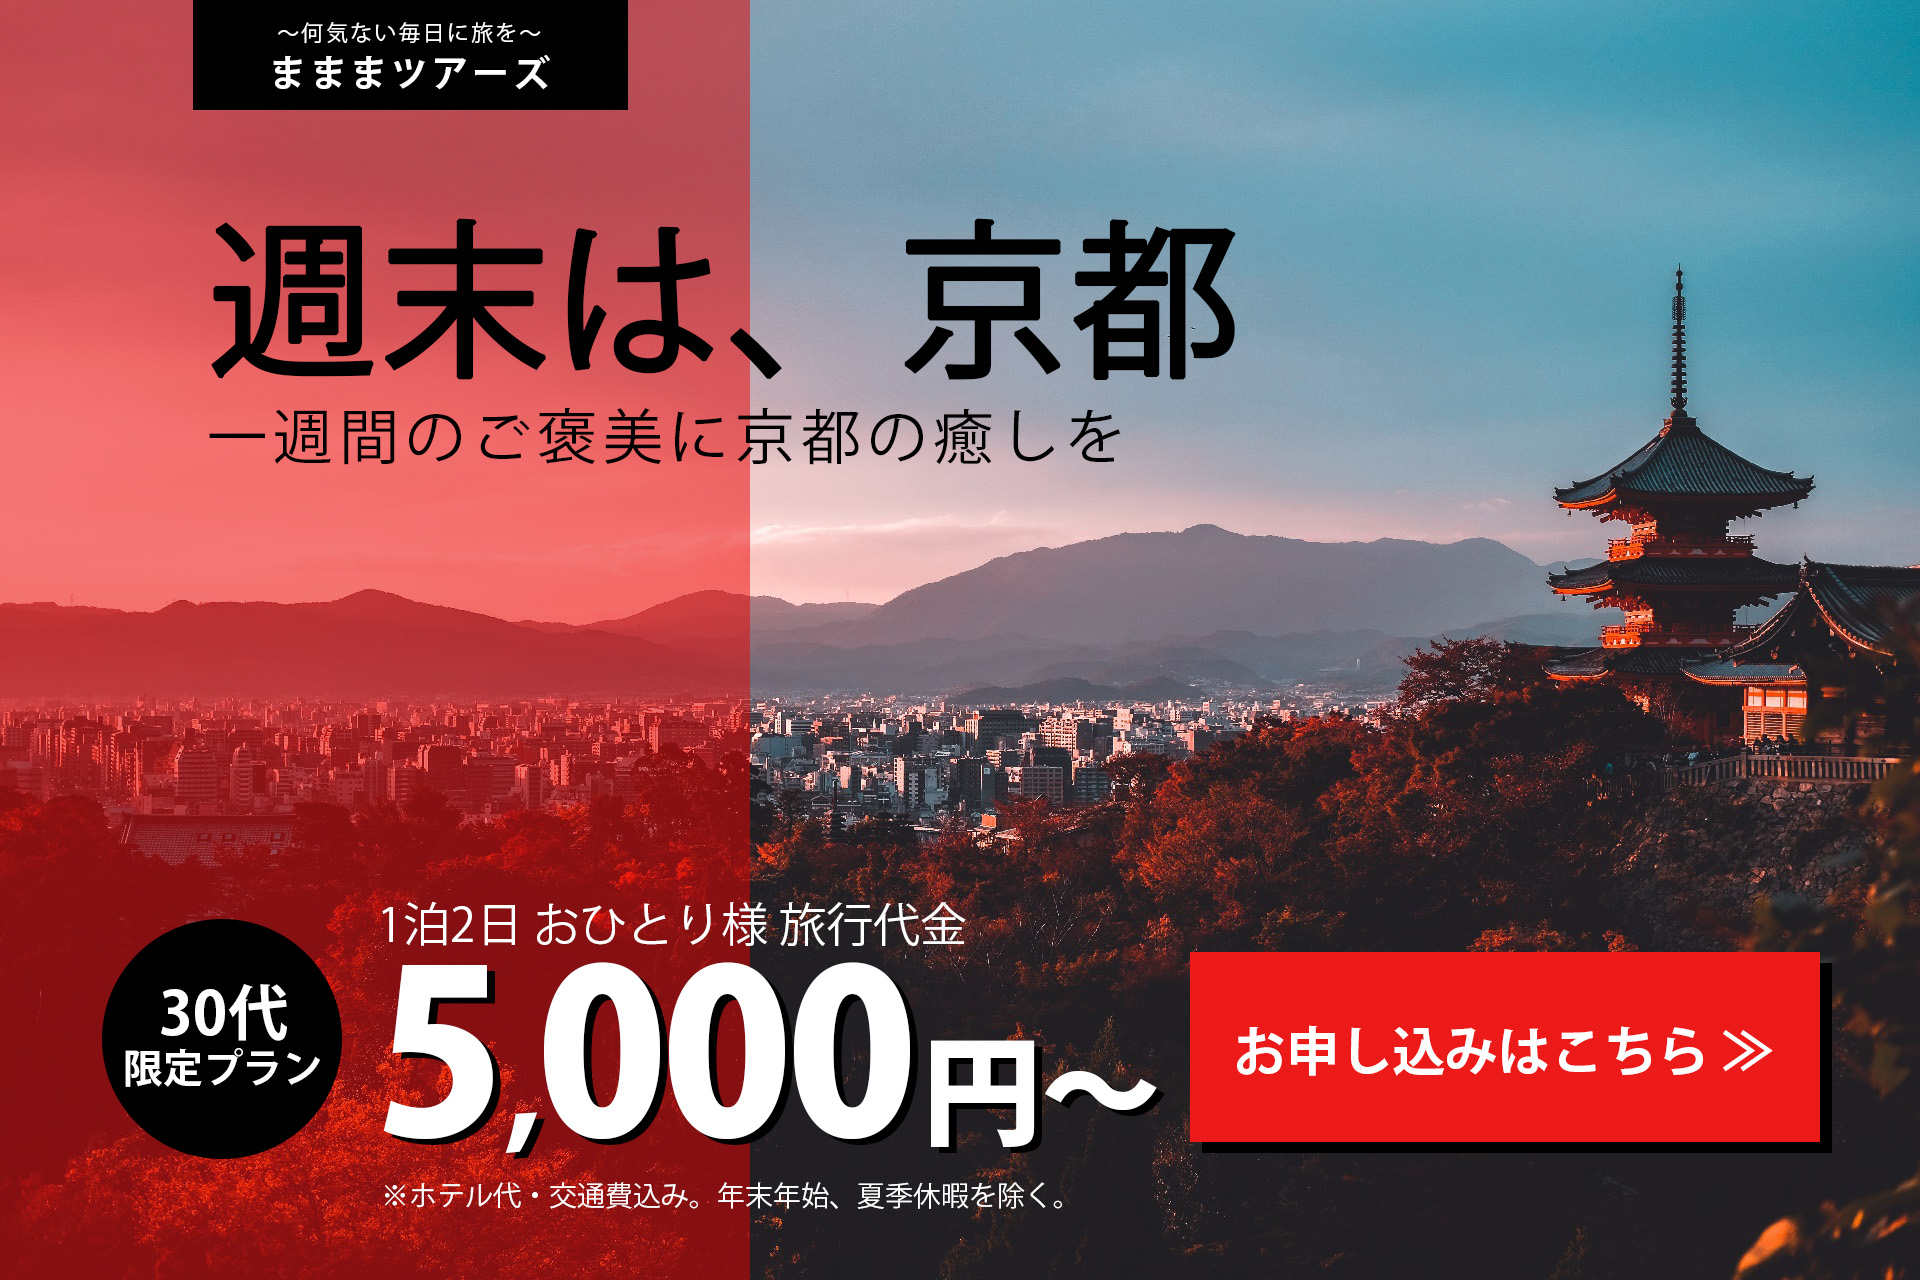 ～何気ない毎日に旅を～
まままツアーズ
週末は、京都
一週間のご褒美に京都の癒しを
1泊2日 おひとり様 旅行代金
5,000円～
30代
限定プラン
お申し込みはこちら ≫
※ホテル代・交通費込み。年末年始、夏季休暇を除く。